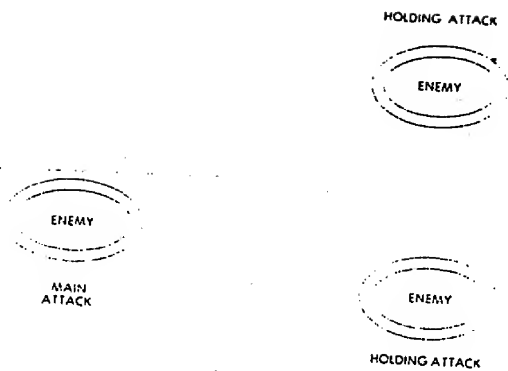 HOLDING ATTACK
ENEMY
ENEMY
MAIN
ATTACK
ENEMY
HOLDING ATTACK